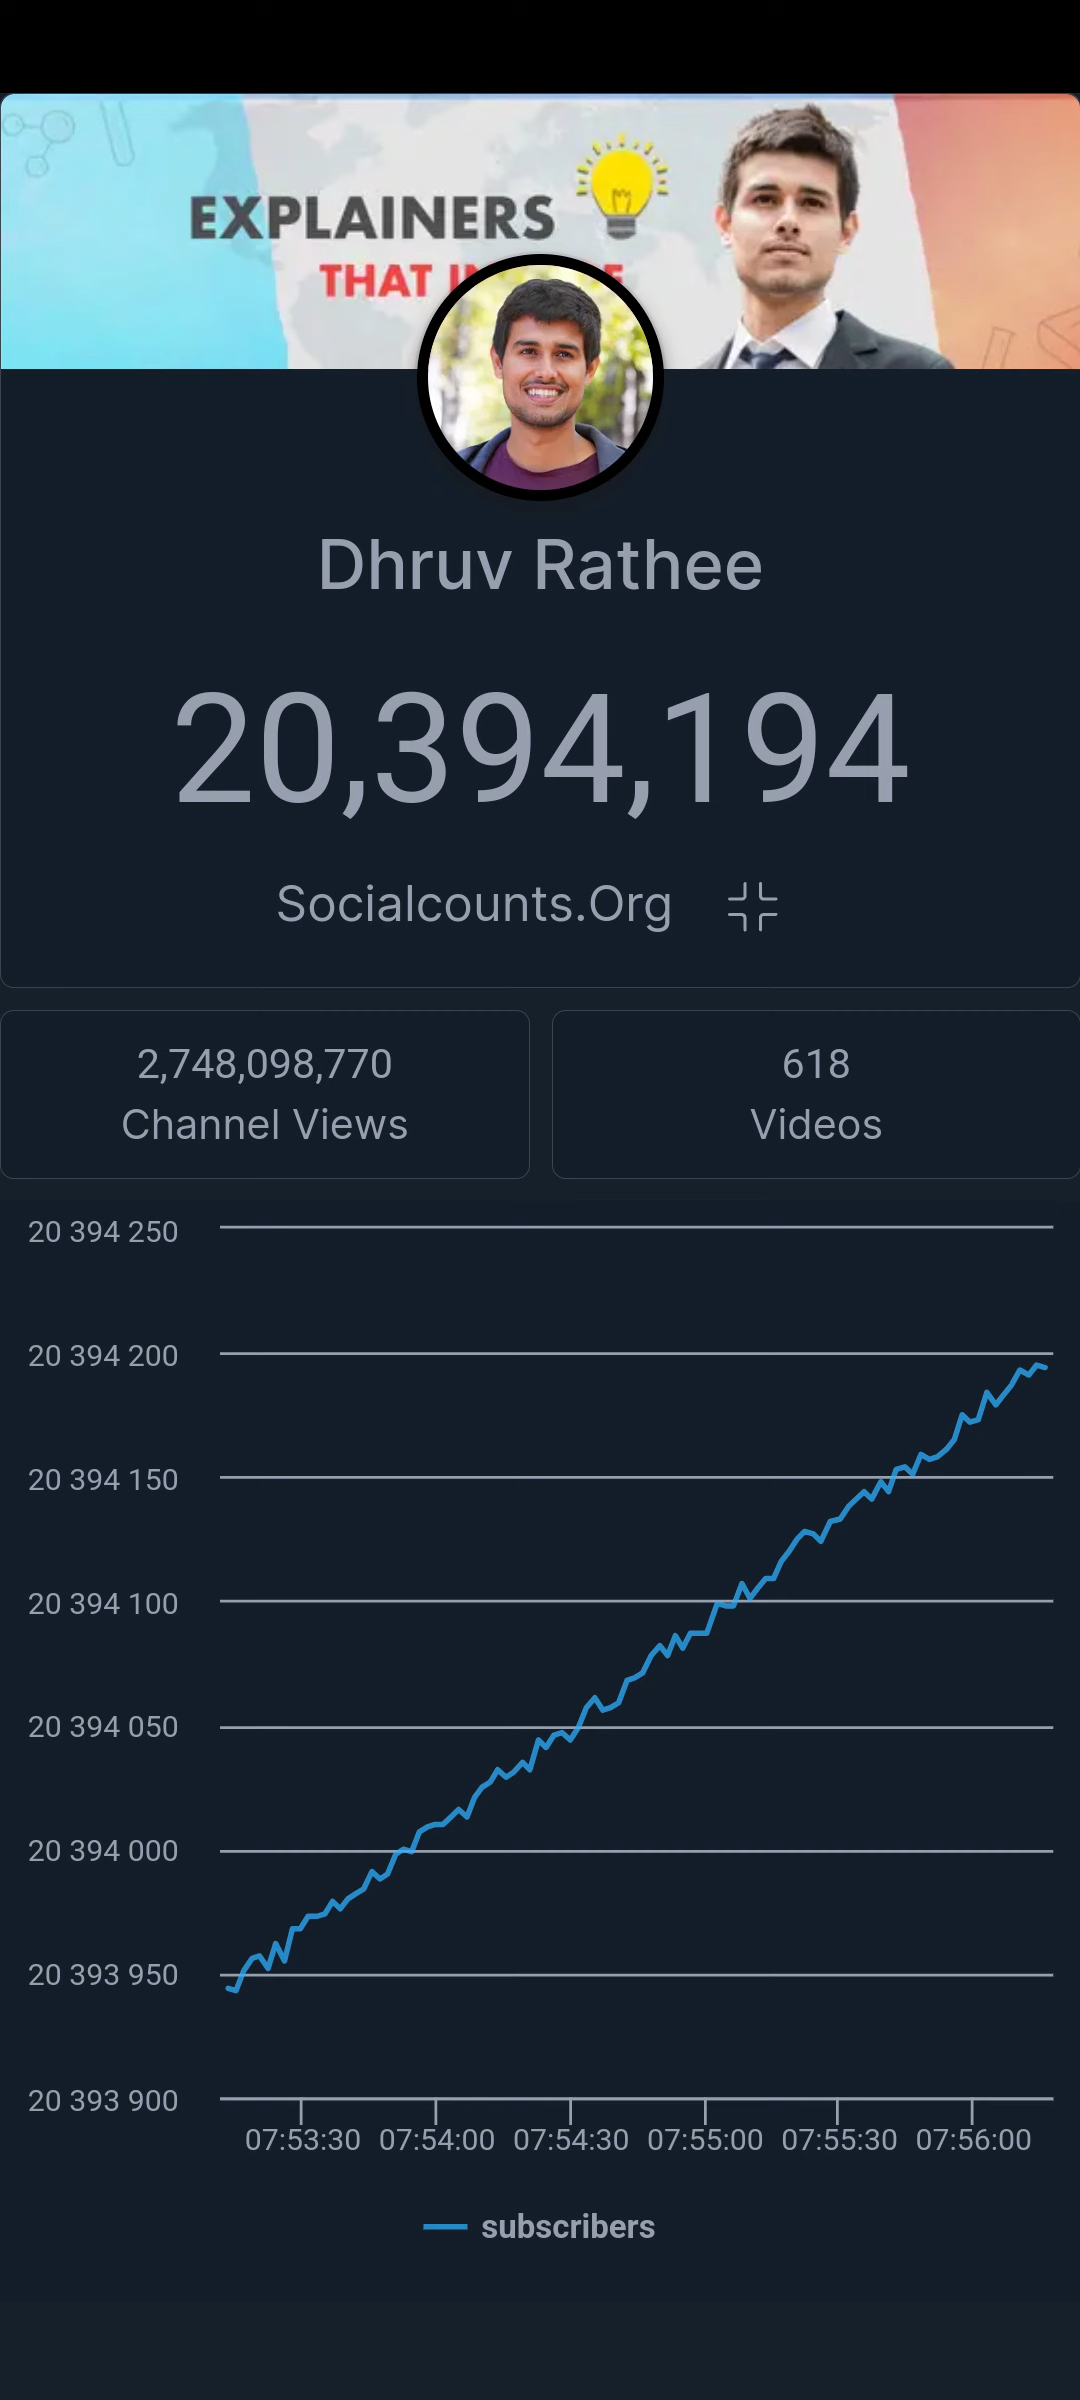 EXPLAINERS
THAT
Dhruv Rathee
20,394,194
Socialcounts.Org
2,748,098,770
Channel Views
618
Videos
20 394 250
20 394 200
20 394 150
20 394 100
20 394 050
20 394 000
20 393 950
20 393 900
07:53:30 07:54:00 07:54:30 07:55:00 07:55:30 07:56:00
subscribers